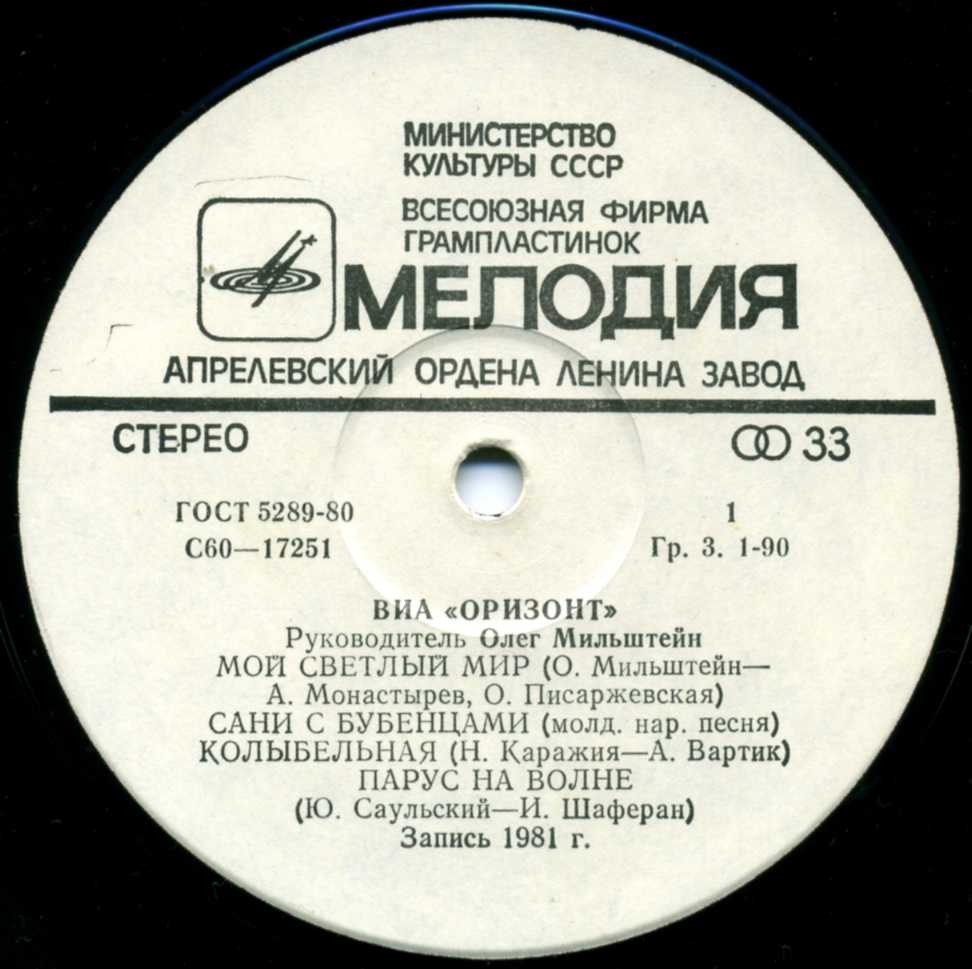 МИНИСТЕРСТВО
КУЛЬТУРЫ СССР
ВСЕСОЮЗНАЯ ФИРМА
ГРАМПЛАСТИНОК
МЕЛОДИЯ
АПРЕЛЕВСКИЙ ОРДЕНА ЛЕНИНА ЗАВОД
СТЕРЕО
33
ГОСТ 5289-80
1
С60—17251
Гр. 3. 1-90
ВИА «ОРИЗОНТ»
Руководитель Олег Мильштейн
МОЙ СВЕТЛЫЙ МИР (О. Мильштейн—
А. Монастырев, О. Писаржевская)
САНИ С БУБЕНЦАМИ (молд. нар. песня)
КОЛЫБЕЛЬНАЯ (Н. Каражия—А. Вартик)
ПАРУС НА ВОЛНЕ
(Ю. Саульский—И. Шаферан)
Запись 1981 г.